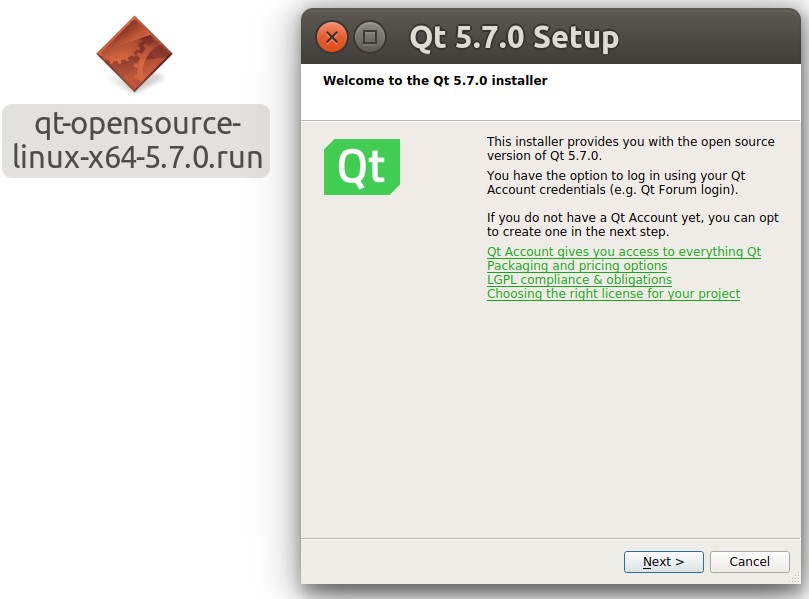 qt-opensource-
linux-x64-5.7.0.run
Qt 5.7.0 Setup
Welcome to the Qt 5.7.0 installer
Qt
This installer provides you with the open source
version of Qt 5.7.0.
You have the option to log in using your Qt
Account credentials (e.g. Qt Forum login).
If you do not have a Qt Account yet, you can opt
to create one in the next step.
Qt Account gives you access to everything Qt
Packaging and pricing options
LGPL compliance & obligations
Choosing the right license for your project
Next >
Cancel